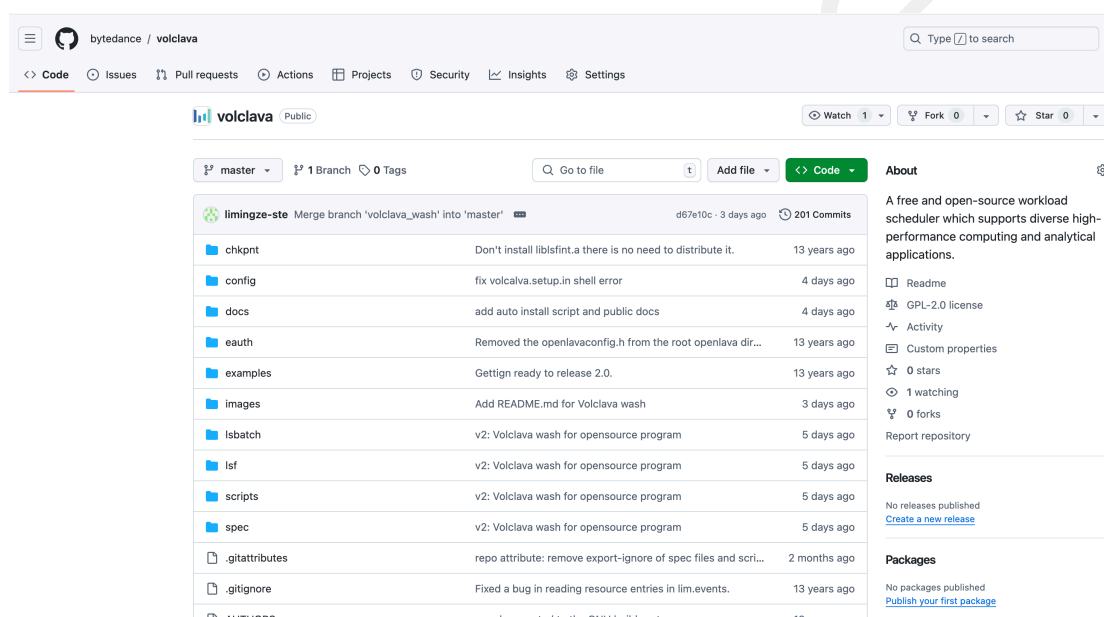 bytedance / volclava
Type / to search
Code Issues Pull requests Actions Projects Security Insights Settings
volclava Public
Watch 1 Fork 0 Star 0
master 1 Branch 0 Tags Go to file t Add file Code
limingze-ste Merge branch 'volclava_wash' into 'master' d67e10c · 3 days ago 201 Commits
chkpnt Don't install liblsfint.a there is no need to distribute it. 13 years ago
config fix volcalva.setup.in shell error 4 days ago
docs add auto install script and public docs 4 days ago
eauth Removed the openlavaconfig.h from the root openlava dir... 13 years ago
examples Gettign ready to release 2.0. 13 years ago
images Add README.md for Volclava wash 3 days ago
lsbatch v2: Volclava wash for opensource program 5 days ago
lsf v2: Volclava wash for opensource program 5 days ago
scripts v2: Volclava wash for opensource program 5 days ago
spec v2: Volclava wash for opensource program 5 days ago
.gitattributes repo attribute: remove export-ignore of spec files and scri... 2 months ago
.gitignore Fixed a bug in reading resource entries in lim.events. 13 years ago
About
A free and open-source workload
scheduler which supports diverse high-
performance computing and analytical
applications.
Readme
GPL-2.0 license
Activity
Custom properties
0 stars
1 watching
0 forks
Report repository
Releases
No releases published
Create a new release
Packages
No packages published
Publish your first package